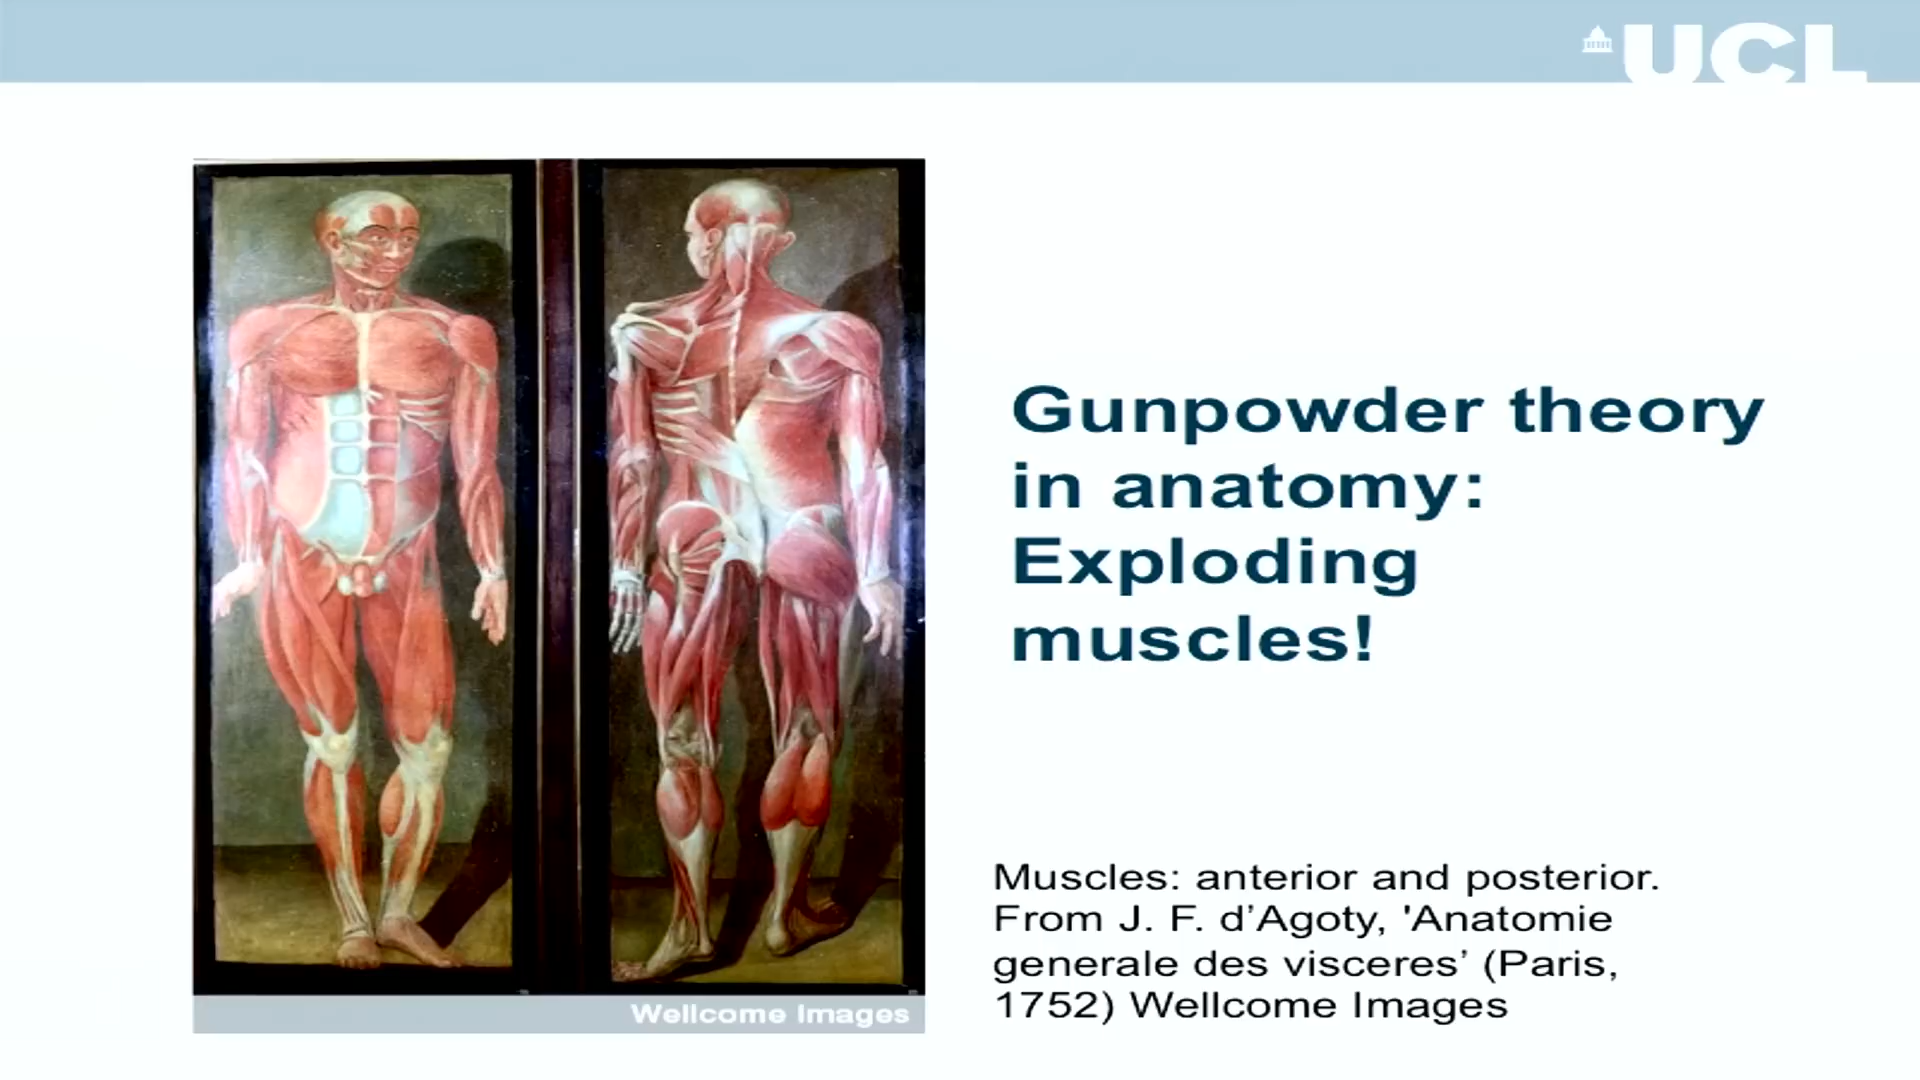 UCL
Gunpowder theory
in anatomy:
Exploding
muscles!
Muscles: anterior and posterior.
From J. F. d’Agoty, 'Anatomie
generale des visceres’ (Paris,
1752) Wellcome Images
Wellcome Images